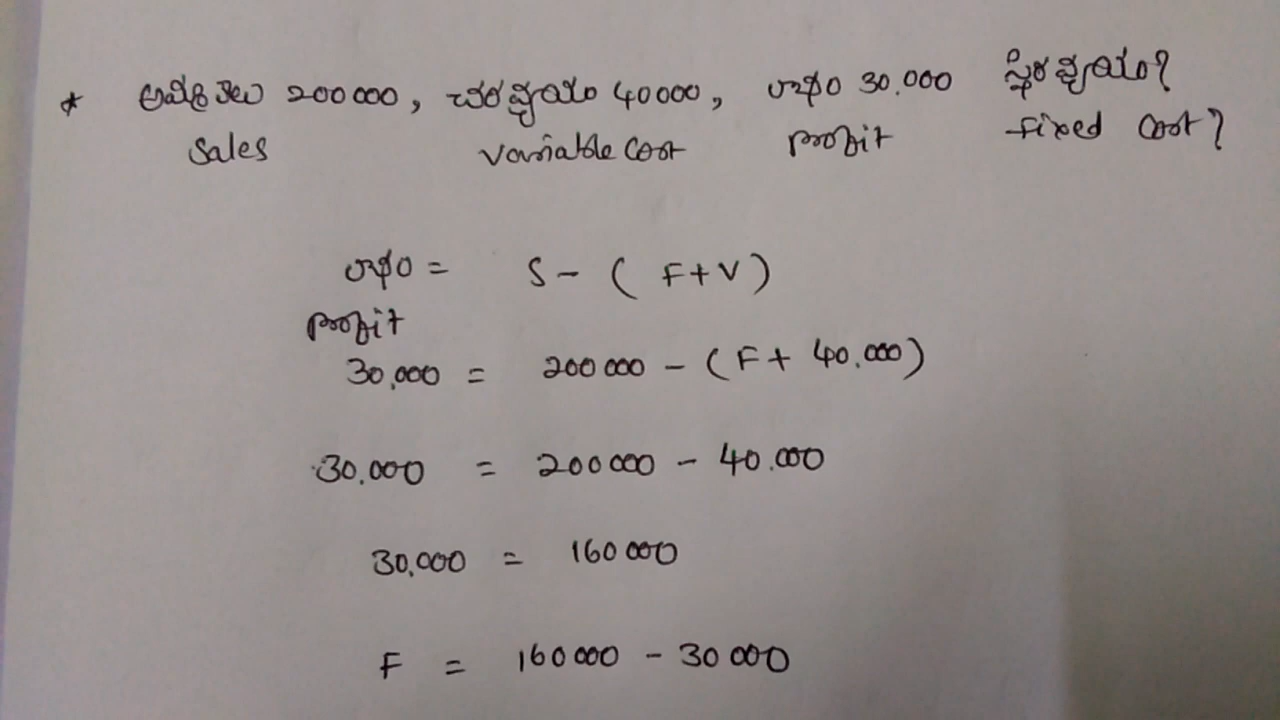 * అమ్మకాలు 200000, చరవ్యయం 40000, లాభం 30.000 స్థిరవ్యయం?
Sales variable cost profit fixed cost?
లాభం = S - ( F + V )
profit
30,000 = 200000 - ( F + 40.000 )
30.000 = 200000 - 40.000
30,000 = 160000
F = 160000 - 30000